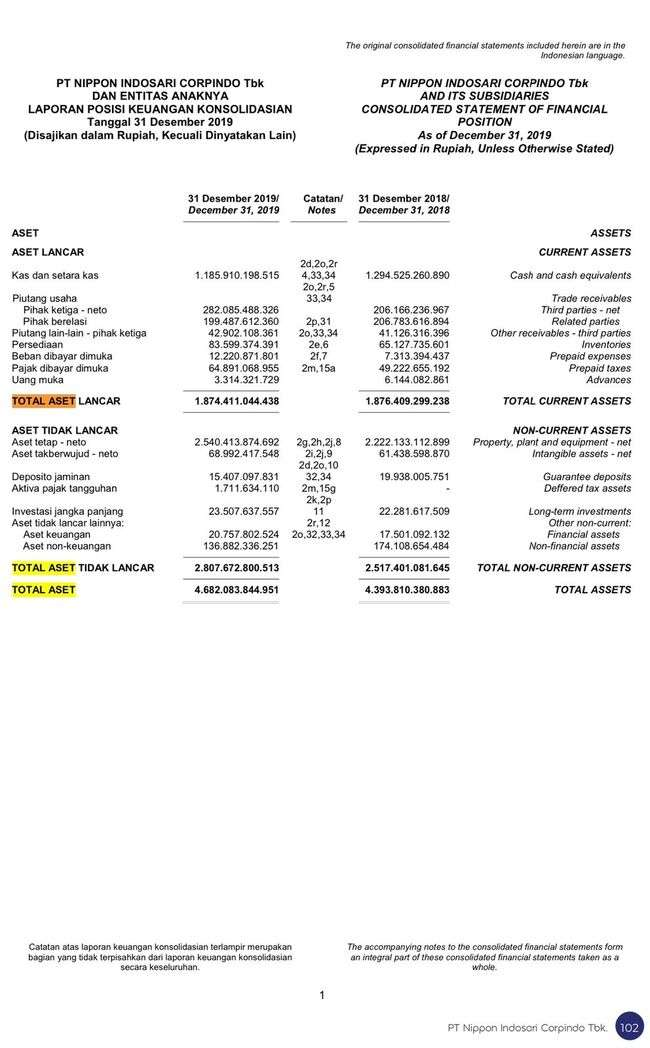 The original consolidated financial statements included herein are in the
Indonesian language.
PT NIPPON INDOSARI CORPINDO Tbk
DAN ENTITAS ANAKNYA
LAPORAN POSISI KEUANGAN KONSOLIDASIAN
Tanggal 31 Desember 2019
(Disajikan dalam Rupiah, Kecuali Dinyatakan Lain)
PT NIPPON INDOSARI CORPINDO Tbk
AND ITS SUBSIDIARIES
CONSOLIDATED STATEMENT OF FINANCIAL
POSITION
As of December 31, 2019
(Expressed in Rupiah, Unless Otherwise Stated)
31 Desember 2019/ Catatan/ 31 Desember 2018/
December 31, 2019 Notes December 31, 2018
ASET ASSETS
ASET LANCAR CURRENT ASSETS
2d,2o,2r
Kas dan setara kas 1.185.910.198.515 4,33,34 1.294.525.260.890 Cash and cash equivalents
2o,2r,5
Piutang usaha 33,34 Trade receivables
Pihak ketiga - neto 282.085.488.326 206.166.236.967 Third parties - net
Pihak berelasi 199.487.612.360 2p,31 206.783.616.894 Related parties
Piutang lain-lain - pihak ketiga 42.902.108.361 2o,33,34 41.126.316.396 Other receivables - third parties
Persediaan 83.599.374.391 2e,6 65.127.735.601 Inventories
Beban dibayar dimuka 12.220.871.801 2f,7 7.313.394.437 Prepaid expenses
Pajak dibayar dimuka 64.891.068.955 2m,15a 49.222.655.192 Prepaid taxes
Uang muka 3.314.321.729 6.144.082.861 Advances
TOTAL ASET LANCAR 1.874.411.044.438 1.876.409.299.238 TOTAL CURRENT ASSETS
ASET TIDAK LANCAR NON-CURRENT ASSETS
Aset tetap - neto 2.540.413.874.692 2g,2h,2j,8 2.222.133.112.899 Property, plant and equipment - net
Aset takberwujud - neto 68.992.417.548 2i,2j,9 61.438.598.870 Intangible assets - net
2d,2o,10
Deposito jaminan 15.407.097.831 32,34 19.938.005.751 Guarantee deposits
Aktiva pajak tangguhan 1.711.634.110 2m,15g - Deffered tax assets
2k,2p
Investasi jangka panjang 23.507.637.557 11 22.281.617.509 Long-term investments
Aset tidak lancar lainnya: 2r,12 Other non-current:
Aset keuangan 20.757.802.524 2o,32,33,34 17.501.092.132 Financial assets
Aset non-keuangan 136.882.336.251 174.108.654.484 Non-financial assets
TOTAL ASET TIDAK LANCAR 2.807.672.800.513 2.517.401.081.645 TOTAL NON-CURRENT ASSETS
TOTAL ASET 4.682.083.844.951 4.393.810.380.883 TOTAL ASSETS
Catatan atas laporan keuangan konsolidasian terlampir merupakan
bagian yang tidak terpisahkan dari laporan keuangan konsolidasian
secara keseluruhan.
The accompanying notes to the consolidated financial statements form
an integral part of these consolidated financial statements taken as a
whole.
1
PT Nippon Indosari Corpindo Tbk. 102